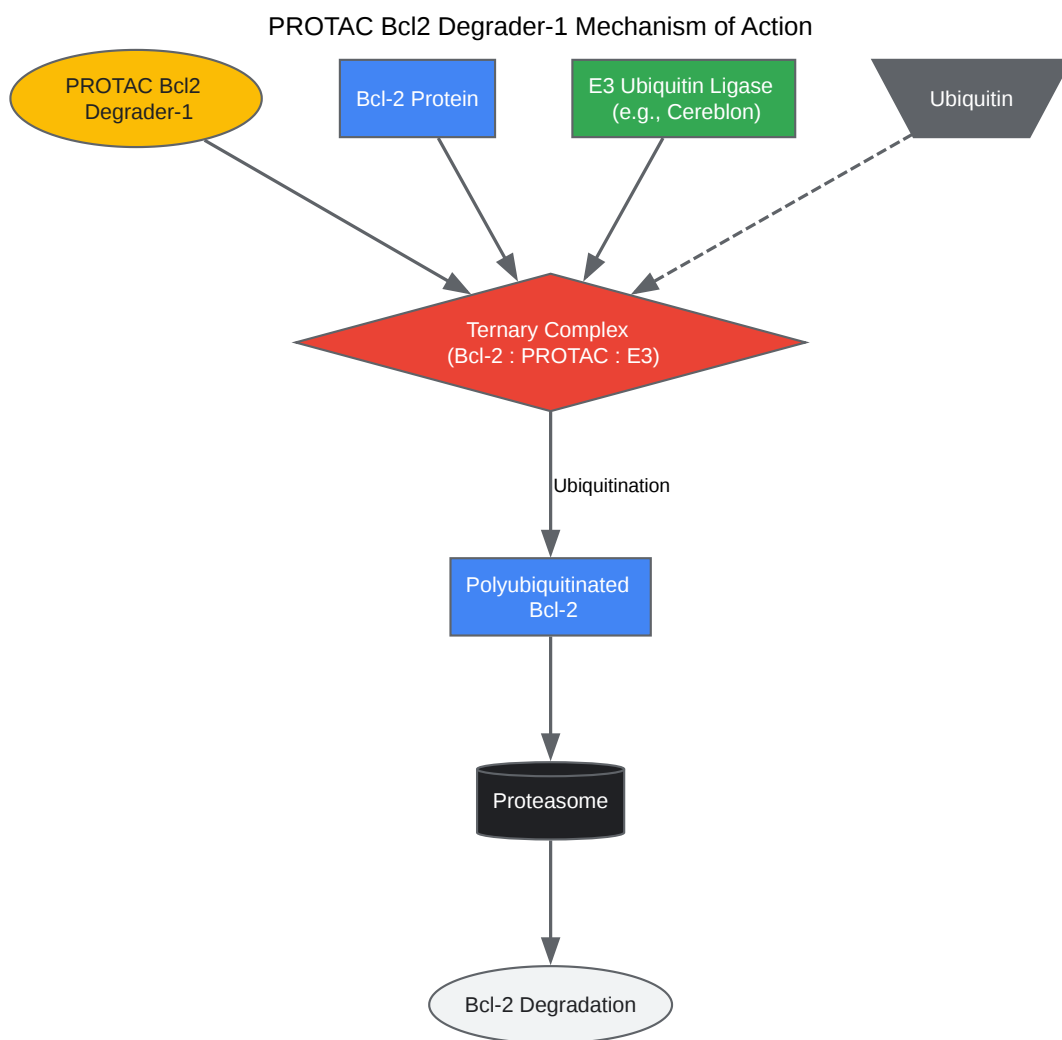 PROTAC Bcl2 Degrader-1 Mechanism of Action
PROTAC Bcl2
Degrader-1
Bcl-2 Protein
E3 Ubiquitin Ligase
(e.g., Cereblon)
Ubiquitin
Ternary Complex
(Bcl-2 : PROTAC : E3)
Ubiquitination
Polyubiquitinated
Bcl-2
Proteasome
Bcl-2 Degradation